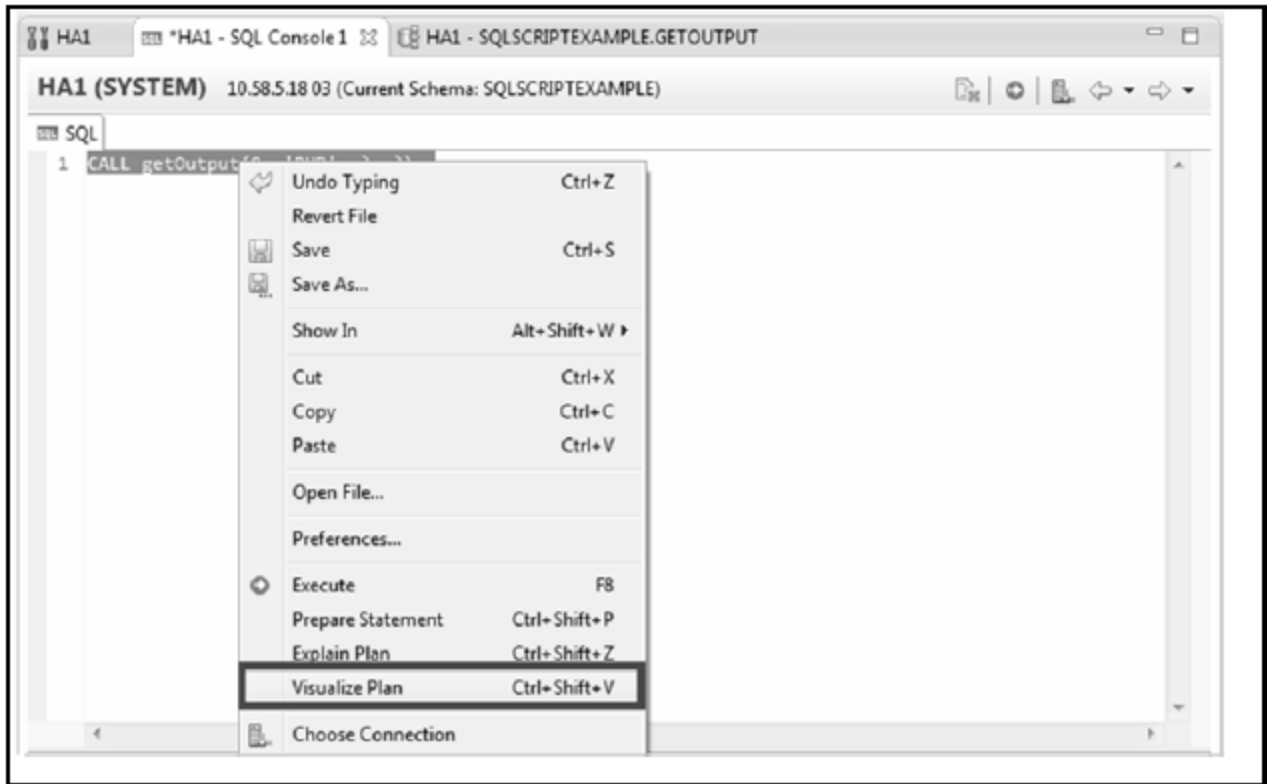 HA1 *HA1 - SQL Console 1 HA1 - SQLSCRIPTEXAMPLE.GETOUTPUT
HA1 (SYSTEM) 10.58.5.18 03 (Current Schema: SQLSCRIPTEXAMPLE)
SQL
1 CALL getOutput(
Undo Typing Ctrl+Z
Revert File
Save Ctrl+S
Save As...
Show In Alt+Shift+W
Cut Ctrl+X
Copy Ctrl+C
Paste Ctrl+V
Open File...
Preferences...
Execute F8
Prepare Statement Ctrl+Shift+P
Explain Plan Ctrl+Shift+Z
Visualize Plan Ctrl+Shift+V
Choose Connection